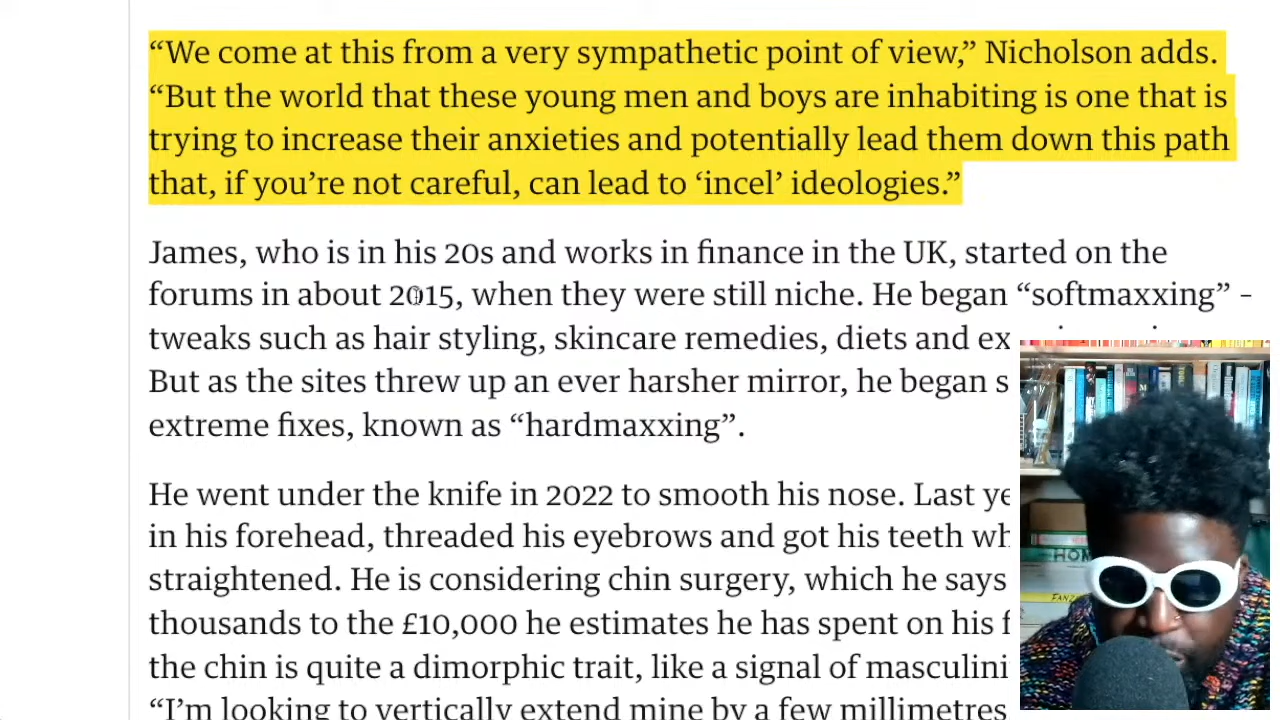 “We come at this from a very sympathetic point of view,” Nicholson adds.
“But the world that these young men and boys are inhabiting is one that is
trying to increase their anxieties and potentially lead them down this path
that, if you’re not careful, can lead to ‘incel’ ideologies.”
James, who is in his 20s and works in finance in the UK, started on the
forums in about 2015, when they were still niche. He began “softmaxxing” -
tweaks such as hair styling, skincare remedies, diets and
But as the sites threw up an ever harsher mirror, he began
extreme fixes, known as “hardmaxxing”.
He went under the knife in 2022 to smooth his nose. Last
in his forehead, threaded his eyebrows and got his teeth
straightened. He is considering chin surgery, which he says
thousands to the £10,000 he estimates he has spent on his
the chin is quite a dimorphic trait, like a signal of
“I’m looking to vertically extend mine by a few millimetres